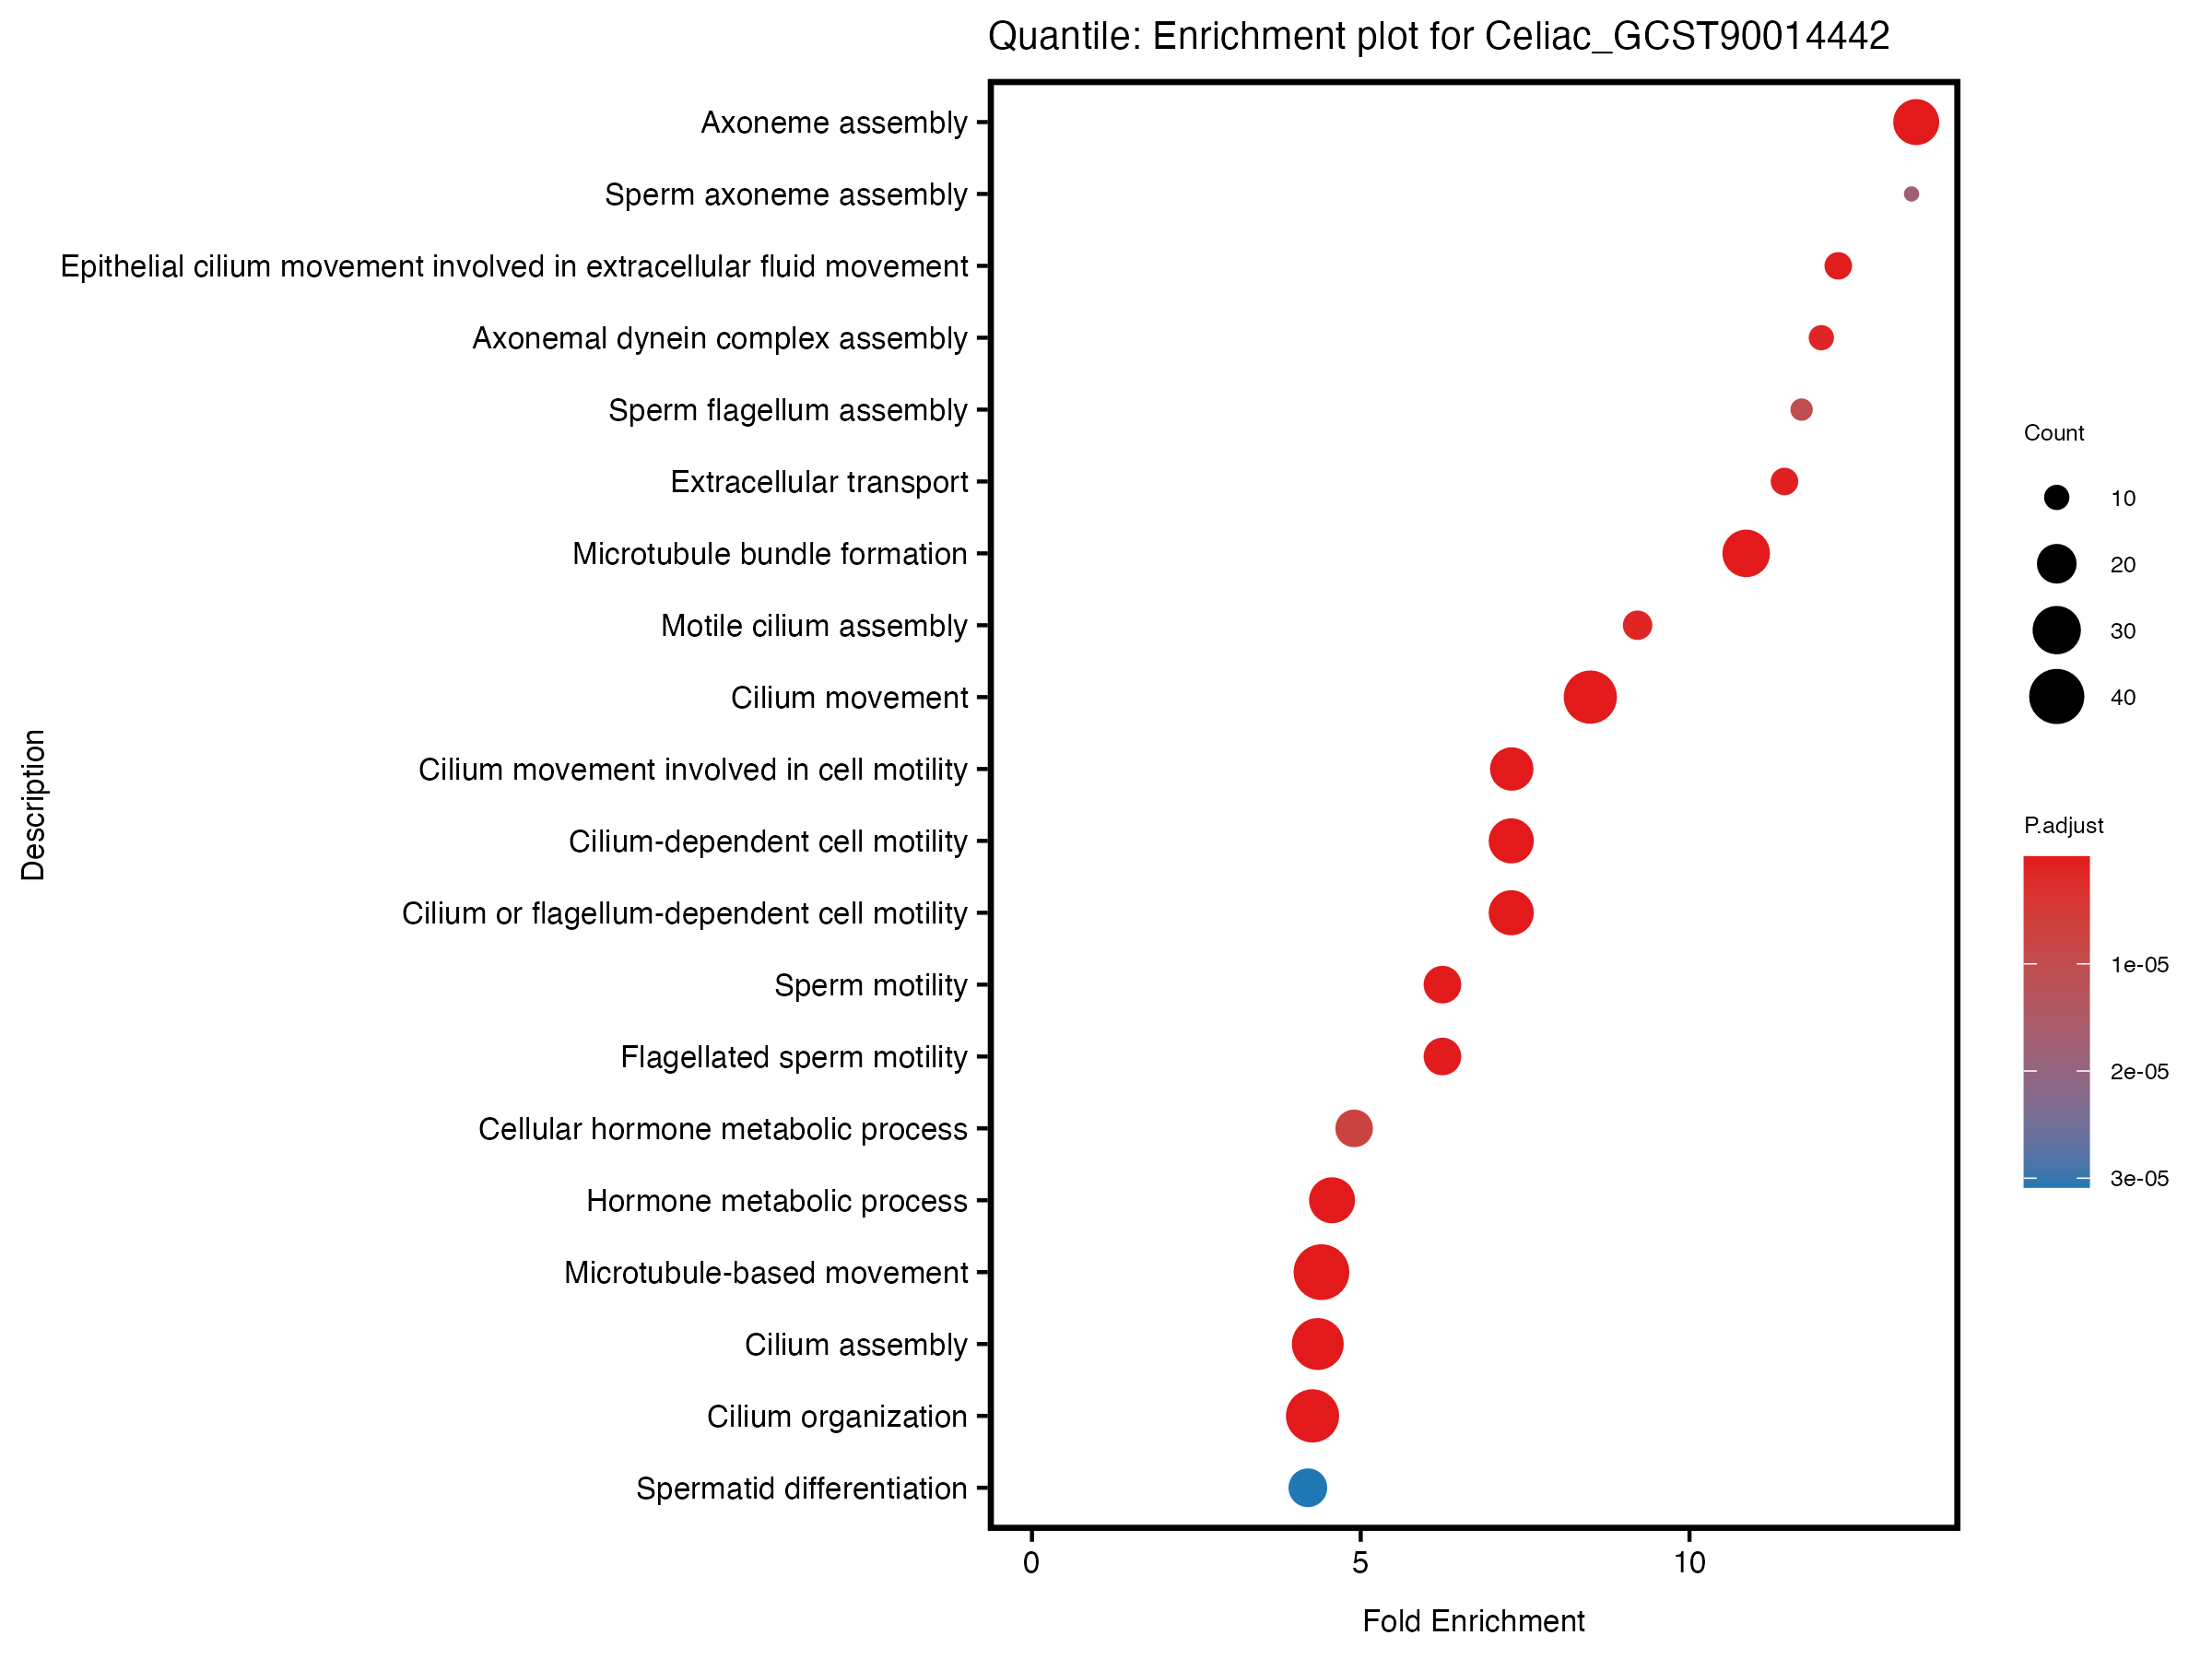 Quantile: Enrichment plot for Celiac_GCST90014442
Axoneme assembly
Sperm axoneme assembly
Epithelial cilium movement involved in extracellular fluid movement
Axonemal dynein complex assembly
Sperm flagellum assembly
Extracellular transport
Microtubule bundle formation
Motile cilium assembly
Cilium movement
Cilium movement involved in cell motility
Cilium-dependent cell motility
Cilium or flagellum-dependent cell motility
Sperm motility
Flagellated sperm motility
Cellular hormone metabolic process
Hormone metabolic process
Microtubule-based movement
Cilium assembly
Cilium organization
Spermatid differentiation
Description
0 5 10
Fold Enrichment
Count
10
20
30
40
P.adjust
1e-05
2e-05
3e-05